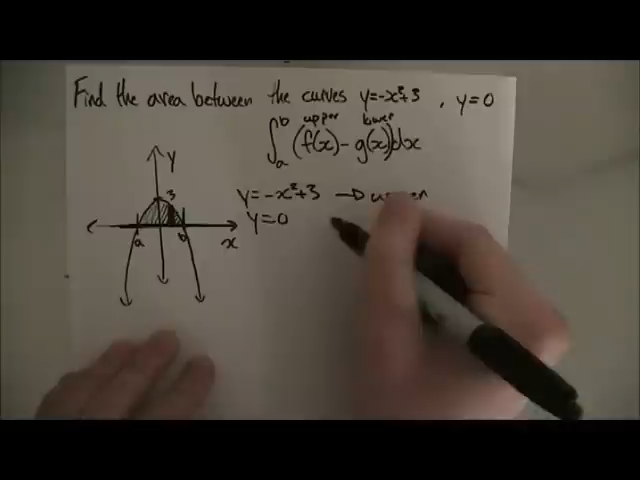 Find the area between the curves y=-x²+3 , y=0
upper lower
∫ₐᵇ (f(x) - g(x))dx
y
3
a b x
y=-x²+3 →
y=0